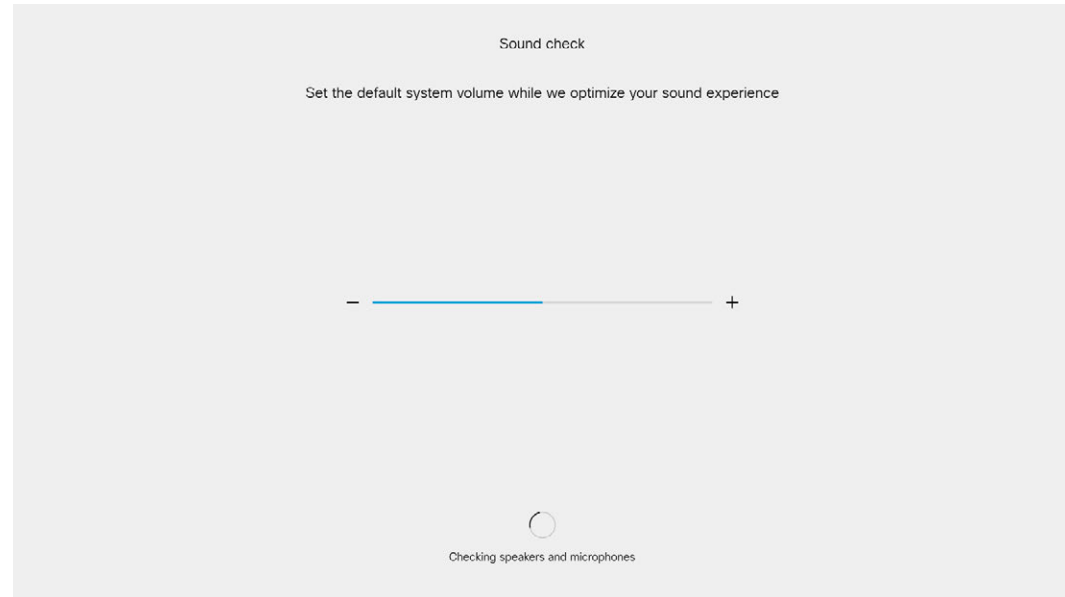 Sound check
Set the default system volume while we optimize your sound experience
Checking speakers and microphones